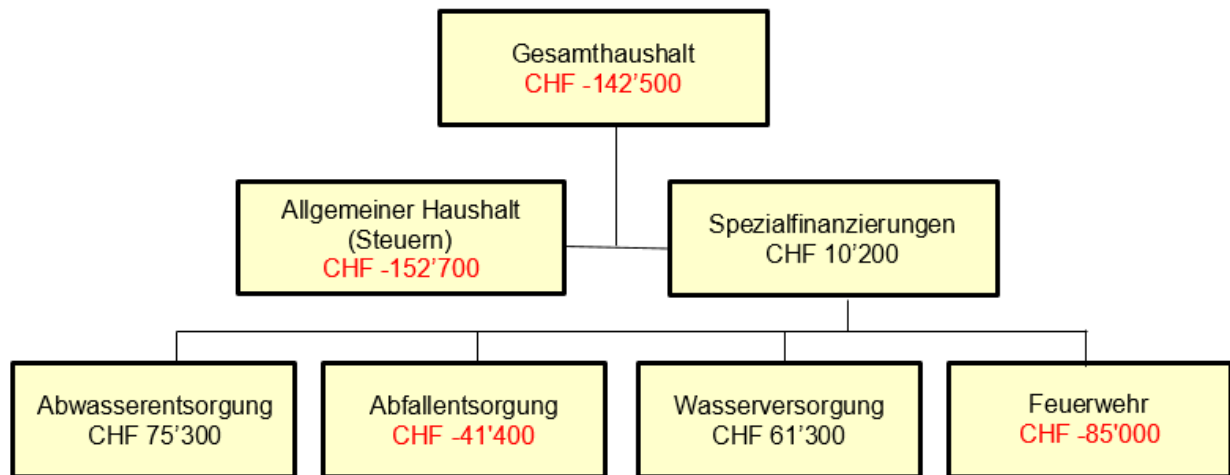 Gesamthaushalt
CHF -142’500
Allgemeiner Haushalt
(Steuern)
CHF -152’700
Spezialfinanzierungen
CHF 10’200
Abwasserentsorgung
CHF 75’300
Abfallentsorgung
CHF -41'400
Wasserversorgung
CHF 61’300
Feuerwehr
CHF -85'000